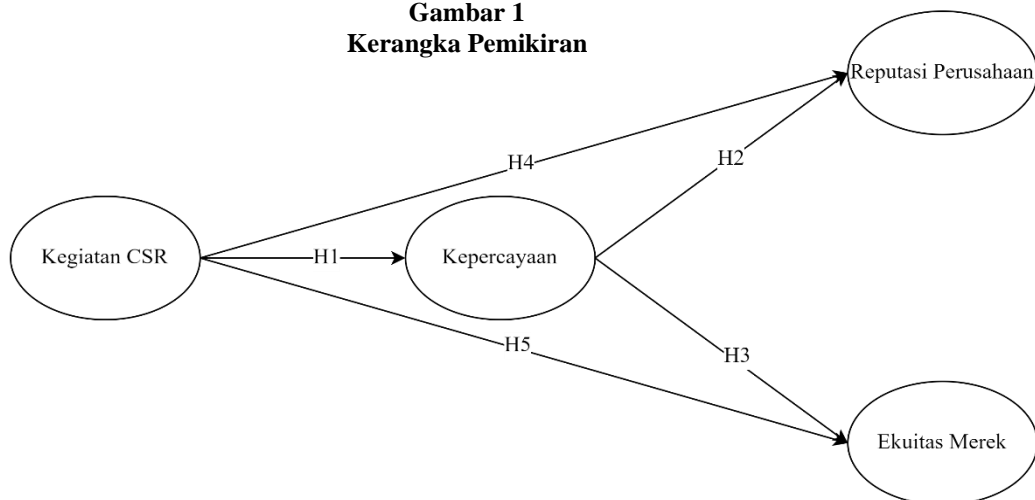 Gambar 1
Kerangka Pemikiran
Reputasi Perusahaan
H4
H2
Kegiatan CSR
H1
Kepercayaan
H5
H3
Ekuitas Merek